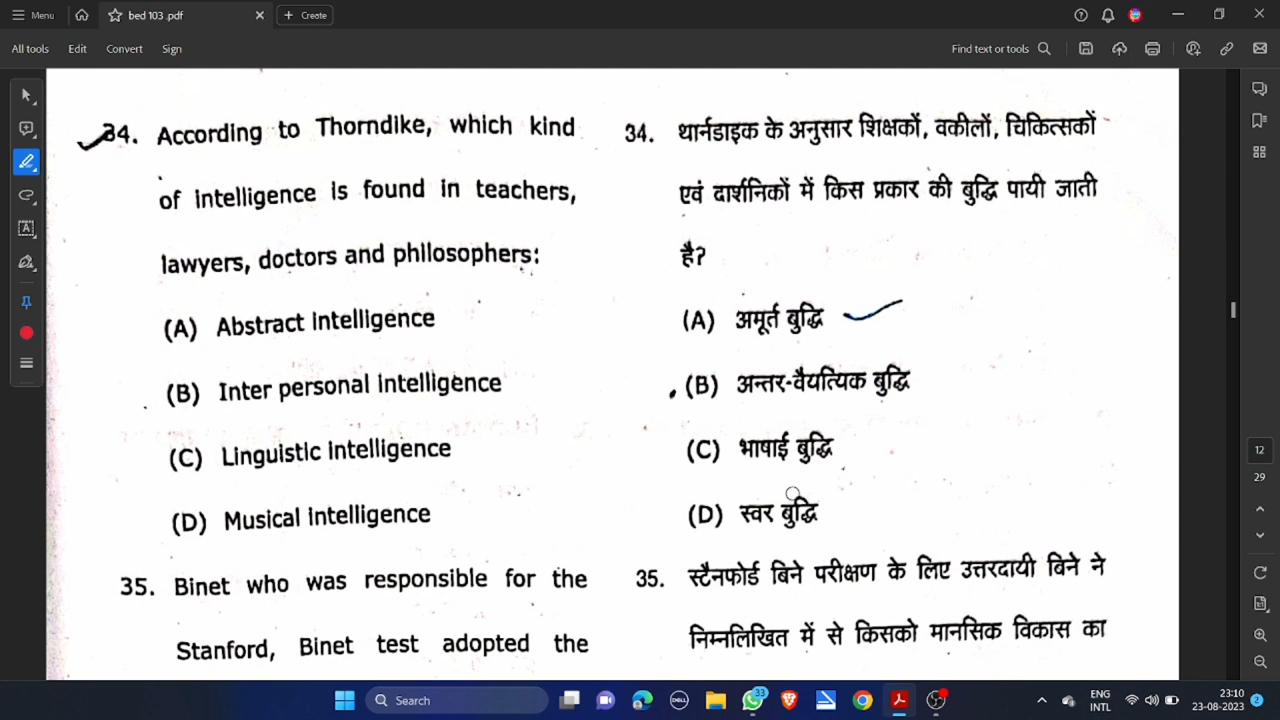 Menu
bed 103 .pdf
Create
All tools
Edit
Convert
Sign
Find text or tools
34. According to Thorndike, which kind
of intelligence is found in teachers,
lawyers, doctors and philosophers:
(A) Abstract intelligence
(B) Inter personal intelligence
(C) Linguistic intelligence
(D) Musical intelligence
35. Binet who was responsible for the
Stanford, Binet test adopted the
34. थार्नडाइक के अनुसार शिक्षकों, वकीलों, चिकित्सकों
एवं दार्शनिकों में किस प्रकार की बुद्धि पायी जाती
है?
(A) अमूर्त बुद्धि
(B) अन्तर-वैयत्यिक बुद्धि
(C) भाषाई बुद्धि
(D) स्वर बुद्धि
35. स्टैनफोर्ड बिने परीक्षण के लिए उत्तरदायी बिने ने
निम्नलिखित में से किसको मानसिक विकास का
12
29
Search
DELL
33
ENG
INTL
23:10
23-08-2023
2